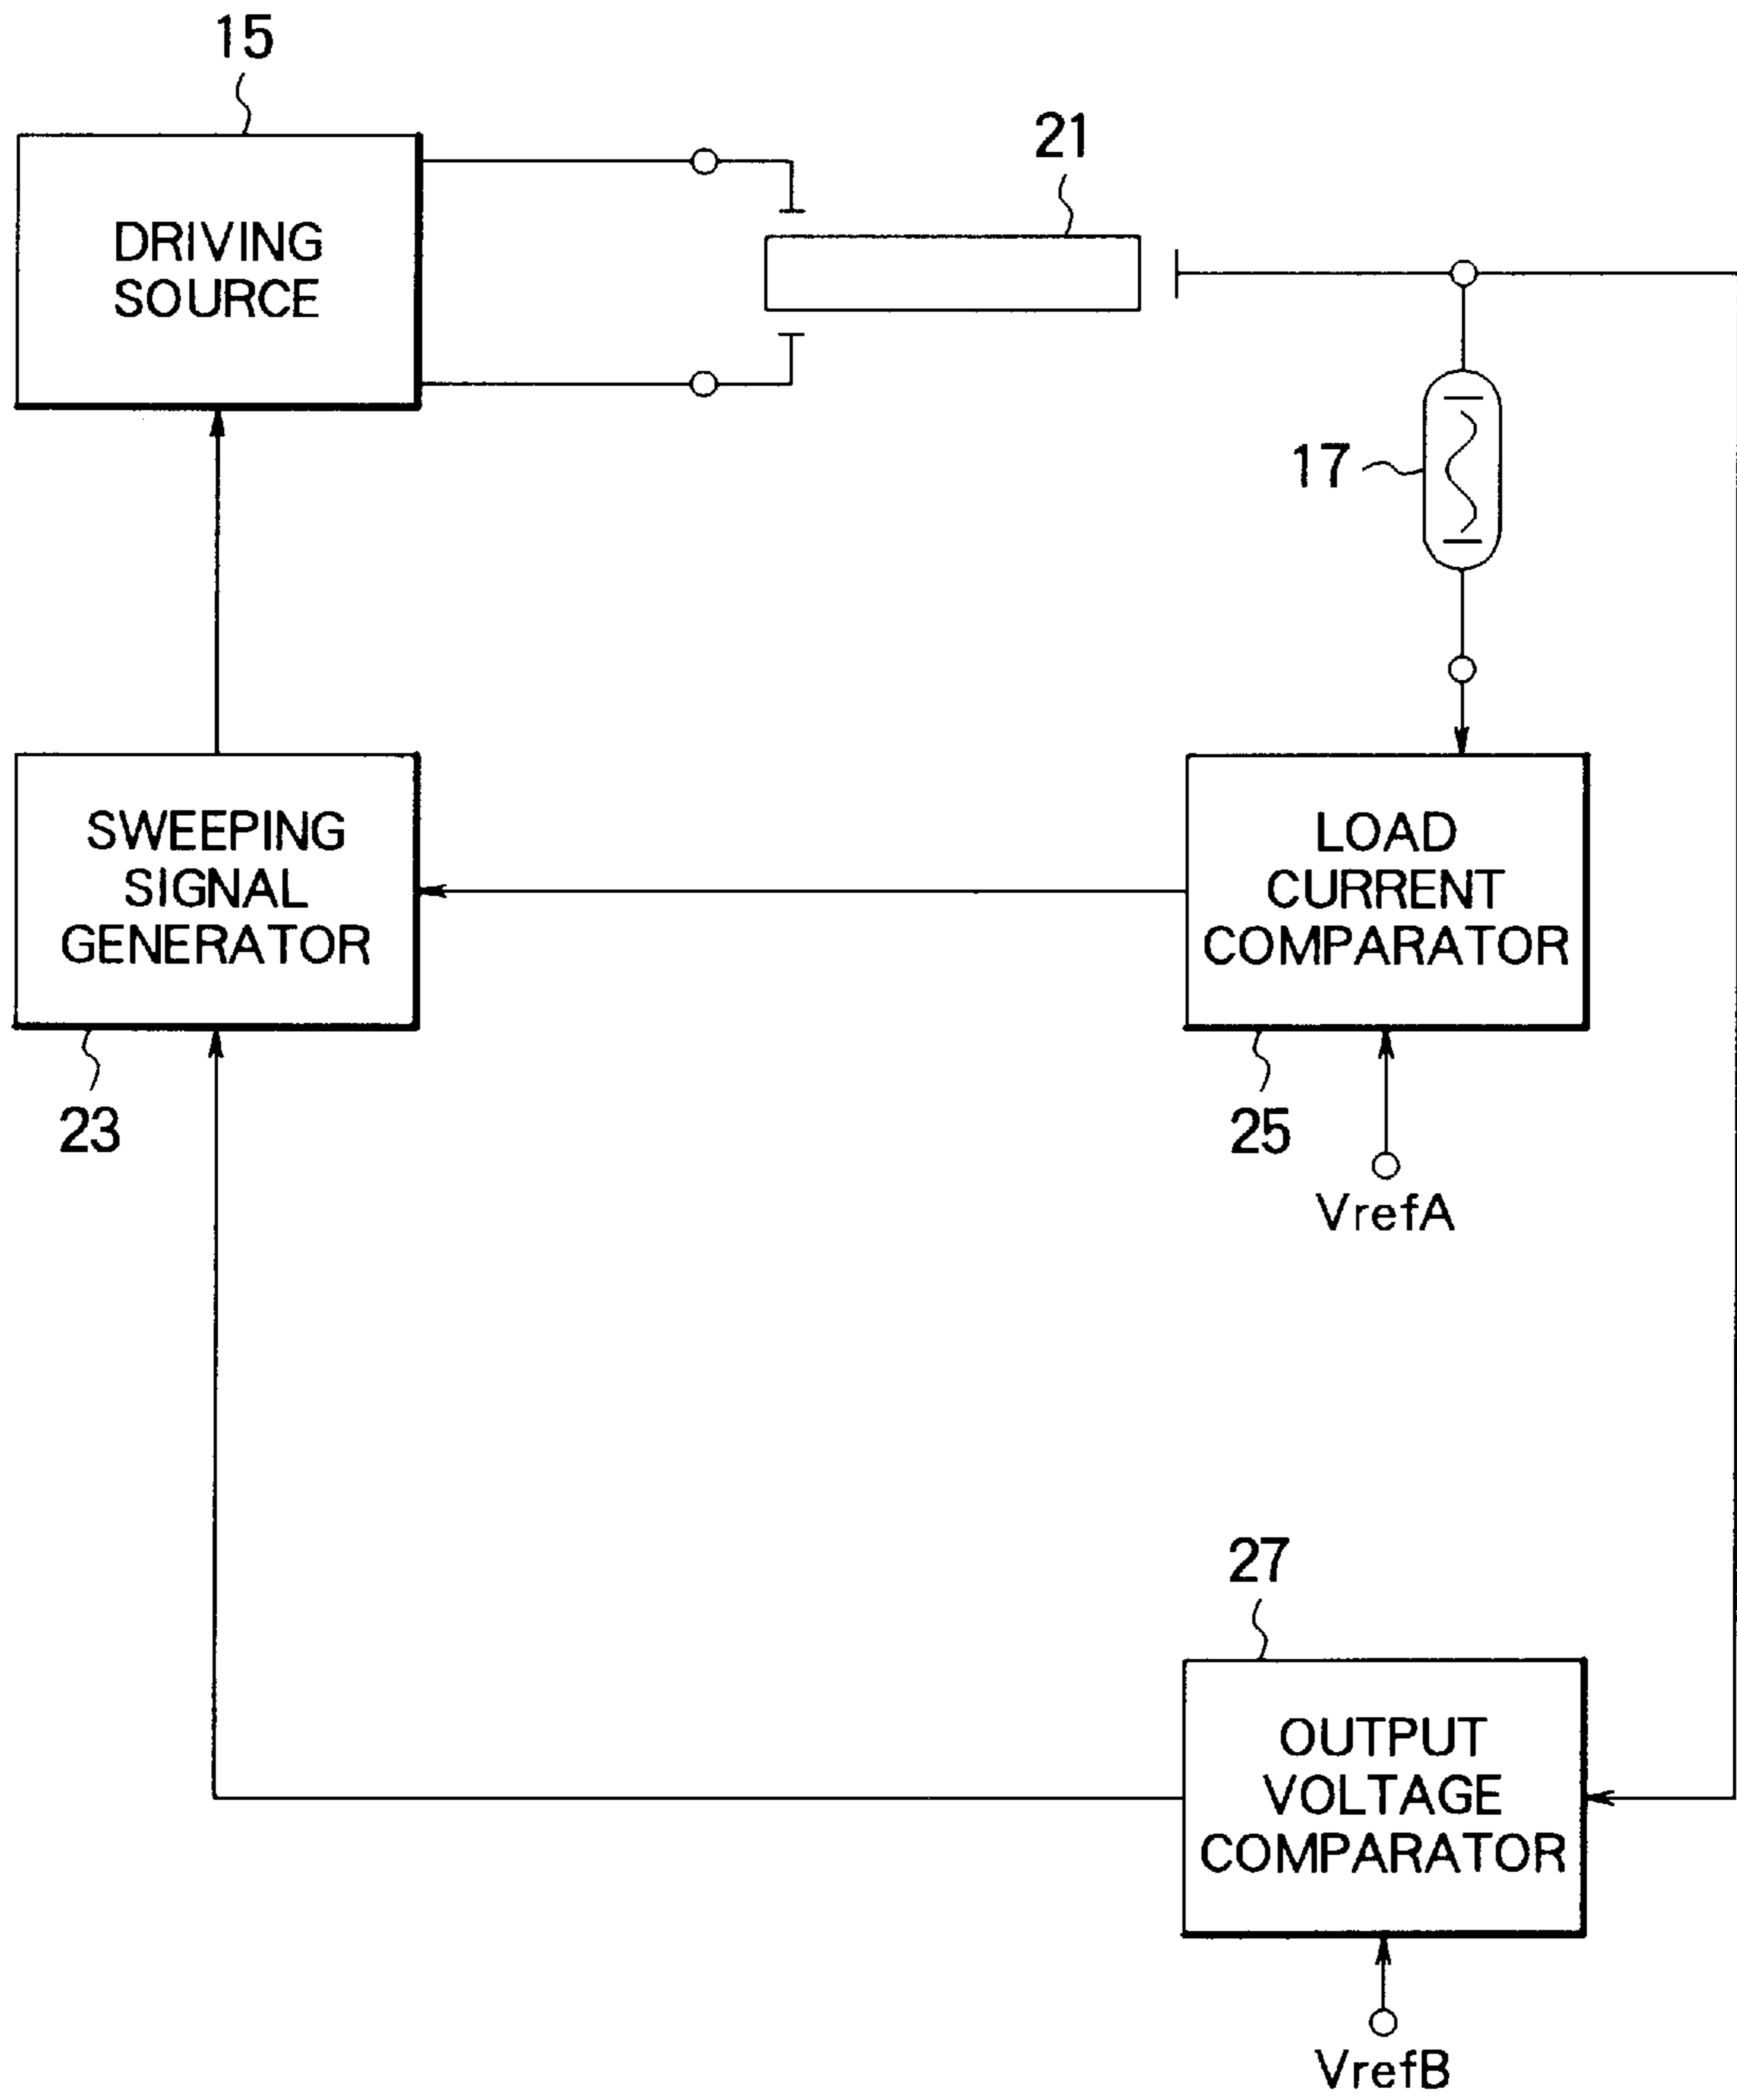 15
DRIVING
SOURCE
21
17
SWEEPING
SIGNAL
GENERATOR
23
LOAD
CURRENT
COMPARATOR
25
VrefA
27
OUTPUT
VOLTAGE
COMPARATOR
VrefB